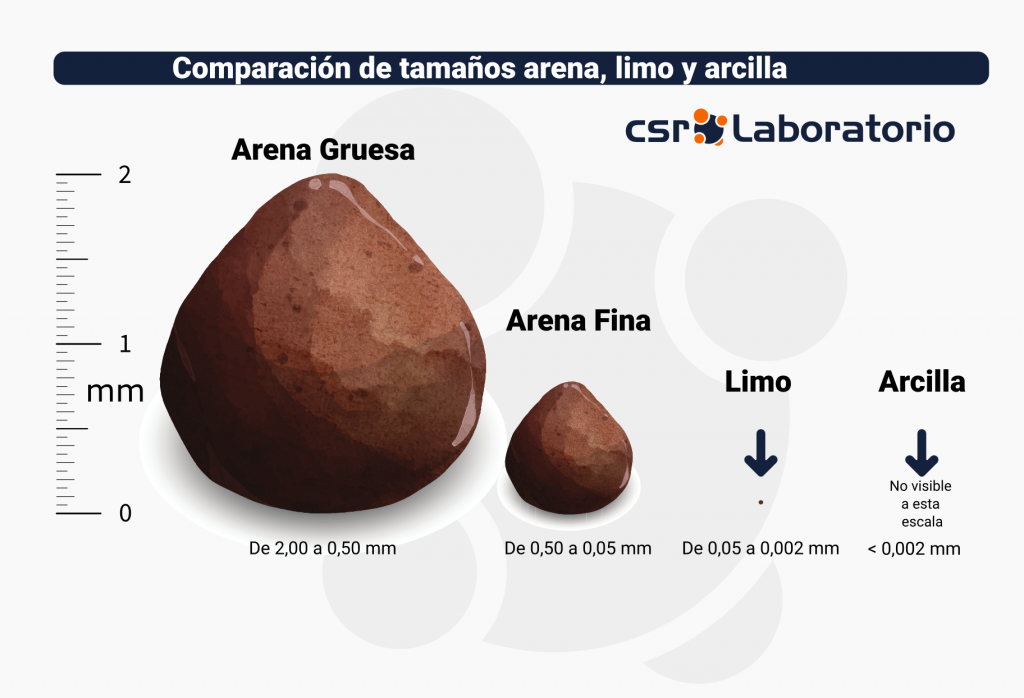 Comparación de tamaños arena, limo y arcilla
csr Laboratorio
Arena Gruesa
2
1
mm
0
De 2,00 a 0,50 mm
Arena Fina
De 0,50 a 0,05 mm
Limo
De 0,05 a 0,002 mm
Arcilla
No visible
a esta
escala
< 0,002 mm